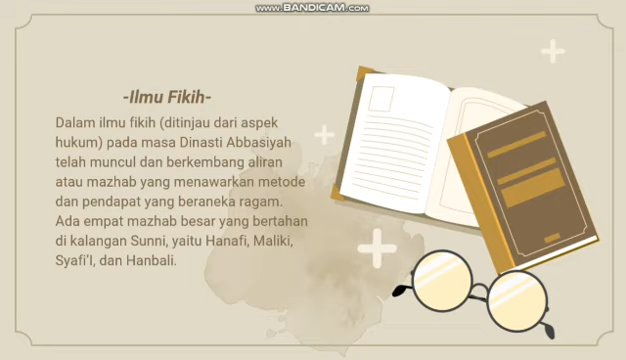 www.BANDICAM.com
-Ilmu Fikih-
Dalam ilmu fikih (ditinjau dari aspek
hukum) pada masa Dinasti Abbasiyah
telah muncul dan berkembang aliran
atau mazhab yang menawarkan metode
dan pendapat yang beraneka ragam.
Ada empat mazhab besar yang bertahan
di kalangan Sunni, yaitu Hanafi, Maliki,
Syafi'I, dan Hanbali.